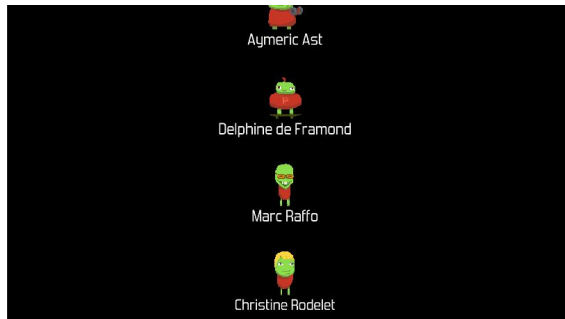 Aymeric Ast
Delphine de Framond
Marc Raffo
Christine Rodelet